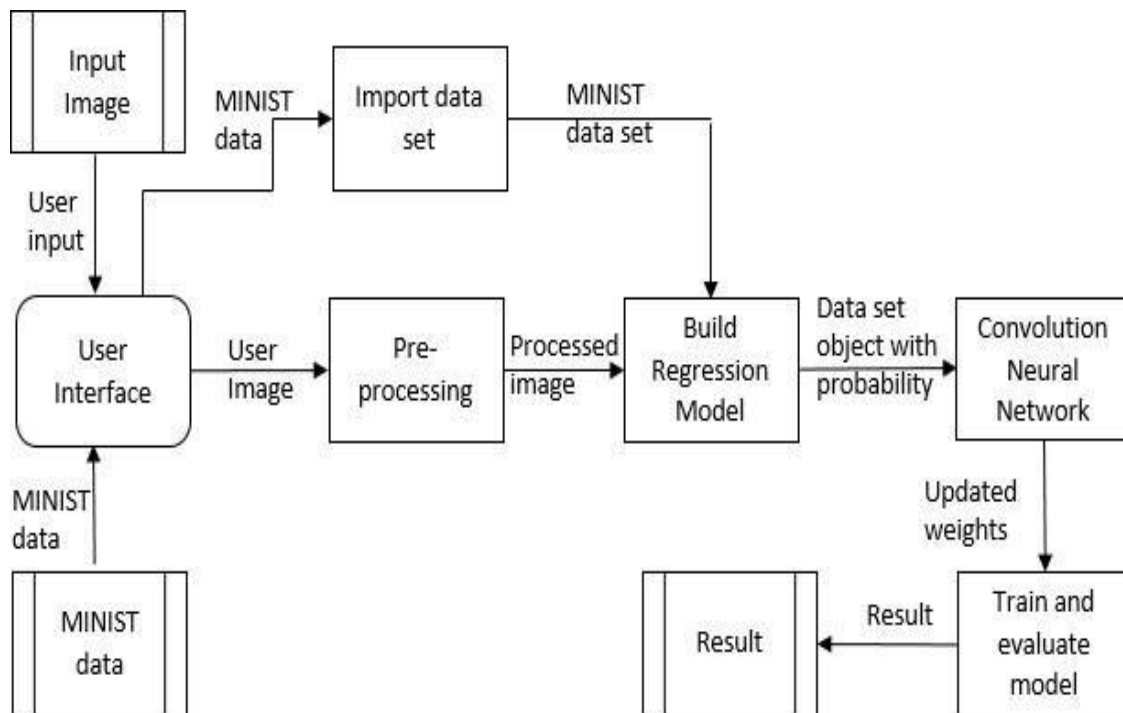 Input
Image
MINIST
data
Import data
set
MINIST
data set
User
input
User
Interface
User
Image
Pre-
processing
Processed
image
Build
Regression
Model
Data set
object with
probability
Convolution
Neural
Network
MINIST
data
Updated
weights
MINIST
data
Result
Result
Train and
evaluate
model